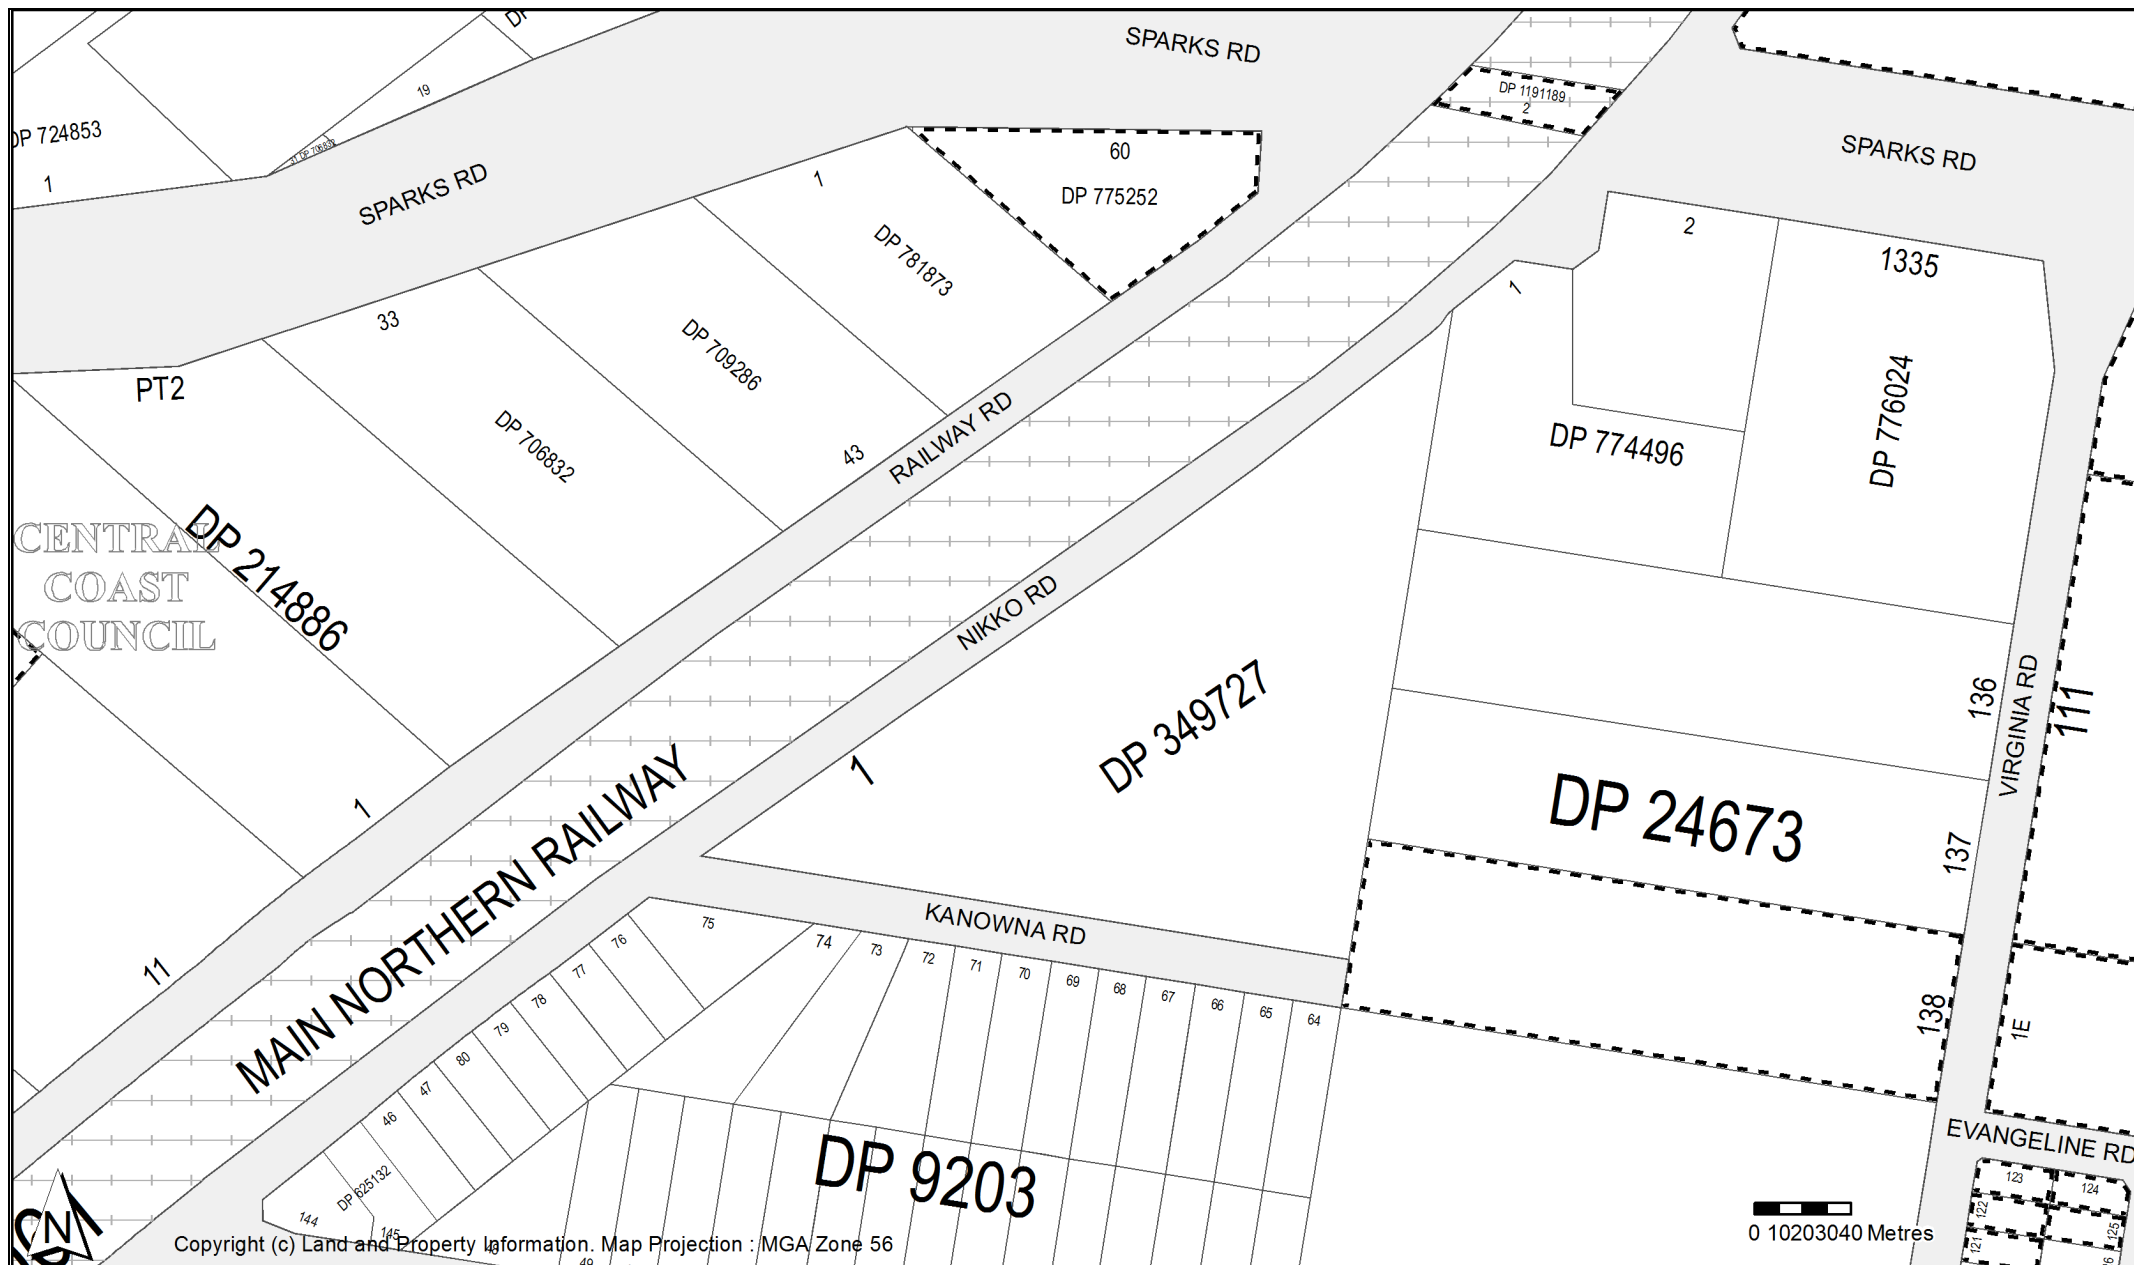 SPARKS RD
DP 1191189
2
19
DP 724853
1
SPARKS RD
60
DP 775252
1
DP 781873
SPARKS RD
2
1335
1
33
PT2
DP 709286
DP 706832
43
RAILWAY RD
DP 776024
DP 774496
CENTRAL
COAST
COUNCIL
DP 214886
NIKKO RD
DP 349727
1
1
136
VIRGINIA RD
111
MAIN NORTHERN RAILWAY
DP 24673
137
11
KANOWNA RD
75
76
74
73
72
71
70
69
68
67
66
65
64
77
78
79
80
47
46
138
1E
DP 9203
DP 625132
144
145
EVANGELINE RD
123
124
122
125
121
N
49
0 10203040 Metres
Copyright (c) Land and Property Information. Map Projection : MGA Zone 56